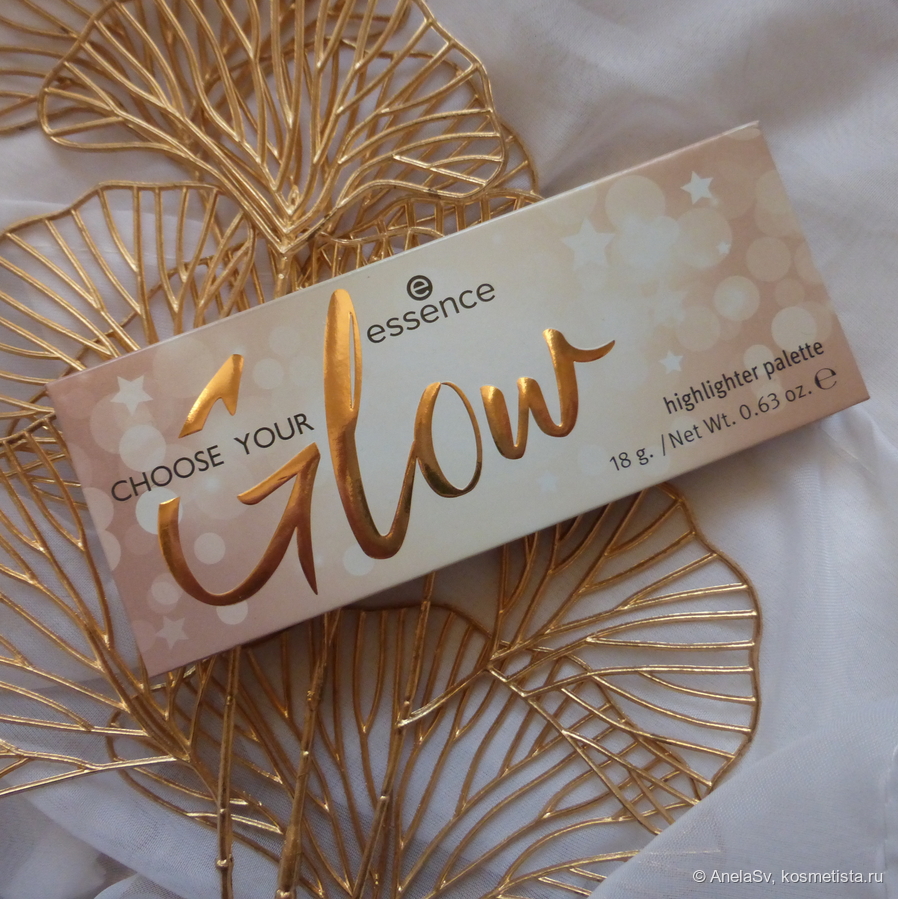 e
essence
CHOOSE YOUR
Glow
highlighter palette
18 g. / Net Wt. 0.63 oz. ℮
© AnelaSv, kosmetista.ru